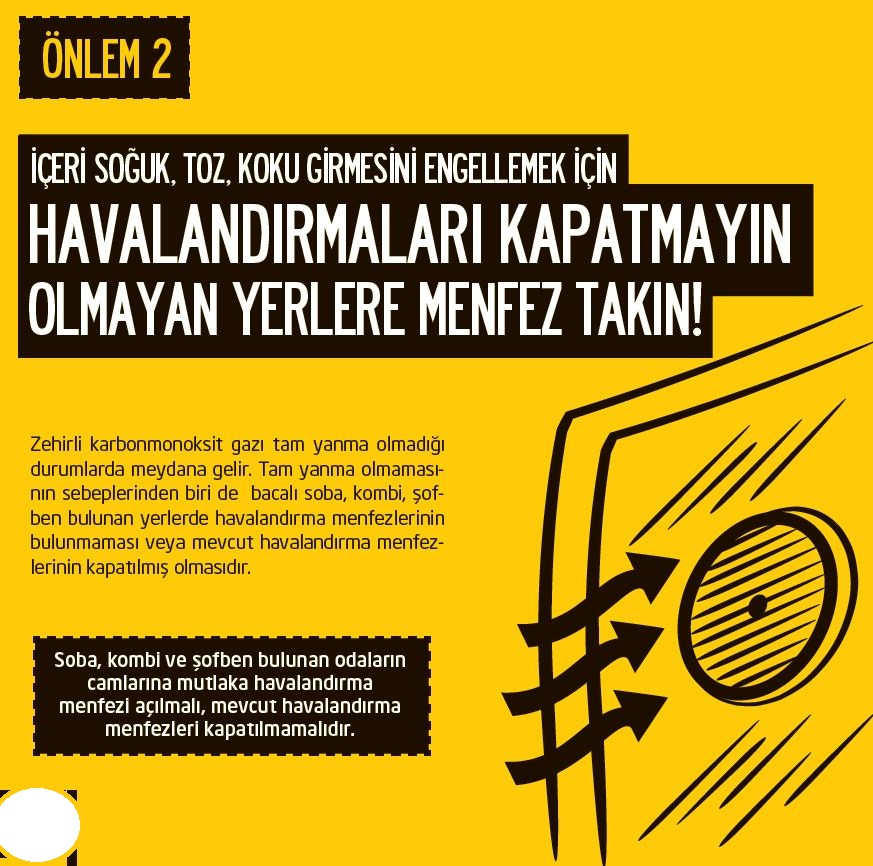 ÖNLEM 2
İÇERİ SOĞUK, TOZ, KOKU GİRMESİNİ ENGELLEMEK İÇİN
HAVALANDIRMALARI KAPATMAYIN
OLMAYAN YERLERE MENFEZ TAKIN!
Zehirli karbonmonoksit gazı tam yanma olmadığı
durumlarda meydana gelir. Tam yanma olmaması-
nın sebeplerinden biri de bacalı soba, kombi, şof-
ben bulunan yerlerde havalandırma menfezlerinin
bulunmaması veya mevcut havalandırma menfez-
lerinin kapatılmış olmasıdır.
Soba, kombi ve şofben bulunan odaların
camlarına mutlaka havalandırma
menfezi açılmalı, mevcut havalandırma
menfezleri kapatılmamalıdır.